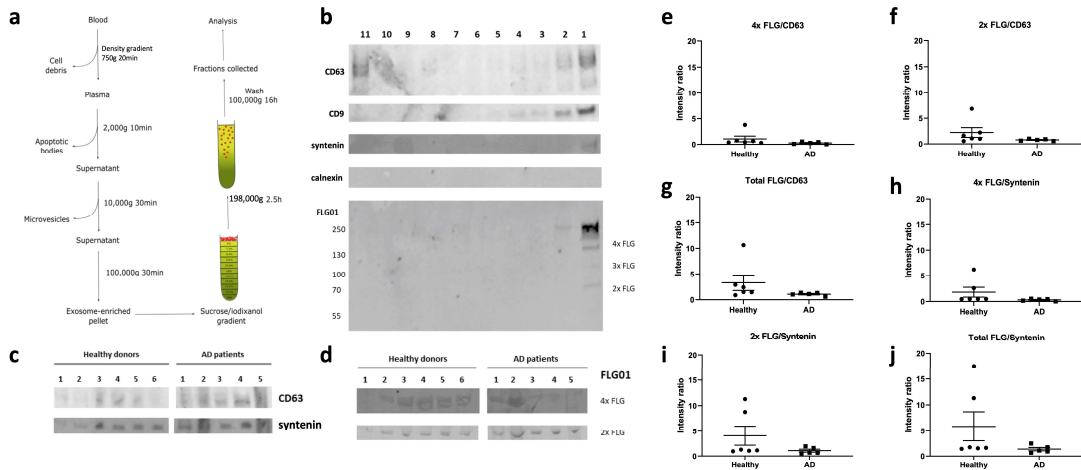 a
Blood
Analysis
Density gradient
750g 20min
Cell
debris
Fractions collected
Wash
100,000g 16h
Plasma
2,000g 10min
Apoptotic
bodies
Supernatant
198,000g 2.5h
10,000g 30min
Microvesicles
Supernatant
100,000g 30min
Exosome-enriched
pellet
Sucrose/iodixanol
gradient
b
11 10 9 8 7 6 5 4 3 2 1
CD63
CD9
syntenin
calnexin
FLG01
250
130
100
70
55
4x FLG
3x FLG
2x FLG
c
Healthy donors
AD patients
1 2 3 4 5 6
1 2 3 4 5
CD63
syntenin
d
Healthy donors
AD patients
1 2 3 4 5 6
1 2 3 4 5
FLG01
4x FLG
2x FLG
e
4x FLG/CD63
Intensity ratio
20
15
10
5
0
Healthy
AD
f
2x FLG/CD63
Intensity ratio
20
15
10
5
0
Healthy
AD
g
Total FLG/CD63
Intensity ratio
20
15
10
5
0
Healthy
AD
h
4x FLG/Syntenin
Intensity ratio
20
15
10
5
0
Healthy
AD
i
2x FLG/Syntenin
Intensity ratio
20
15
10
5
0
Healthy
AD
j
Total FLG/Syntenin
Intensity ratio
20
15
10
5
0
Healthy
AD